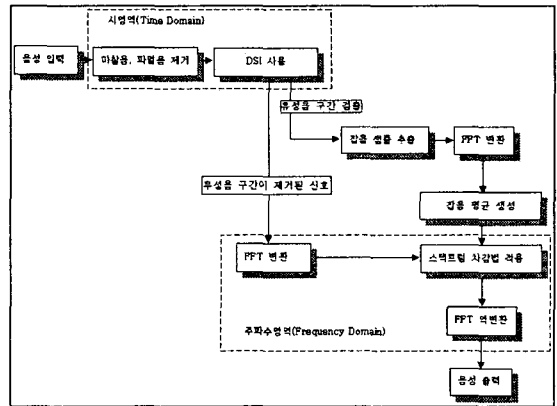 시영역(Time Domain)
음성 입력
마찰음, 파열음 제거
DSI 사용
유성음 구간 검출
잡음 샘플 추출
FFT 변환
무성음 구간이 제거된 신호
잡음 평균 생성
FFT 변환
스펙트럼 차감법 적용
FFT 역변환
주파수영역(Frequency Domain)
음성 출력